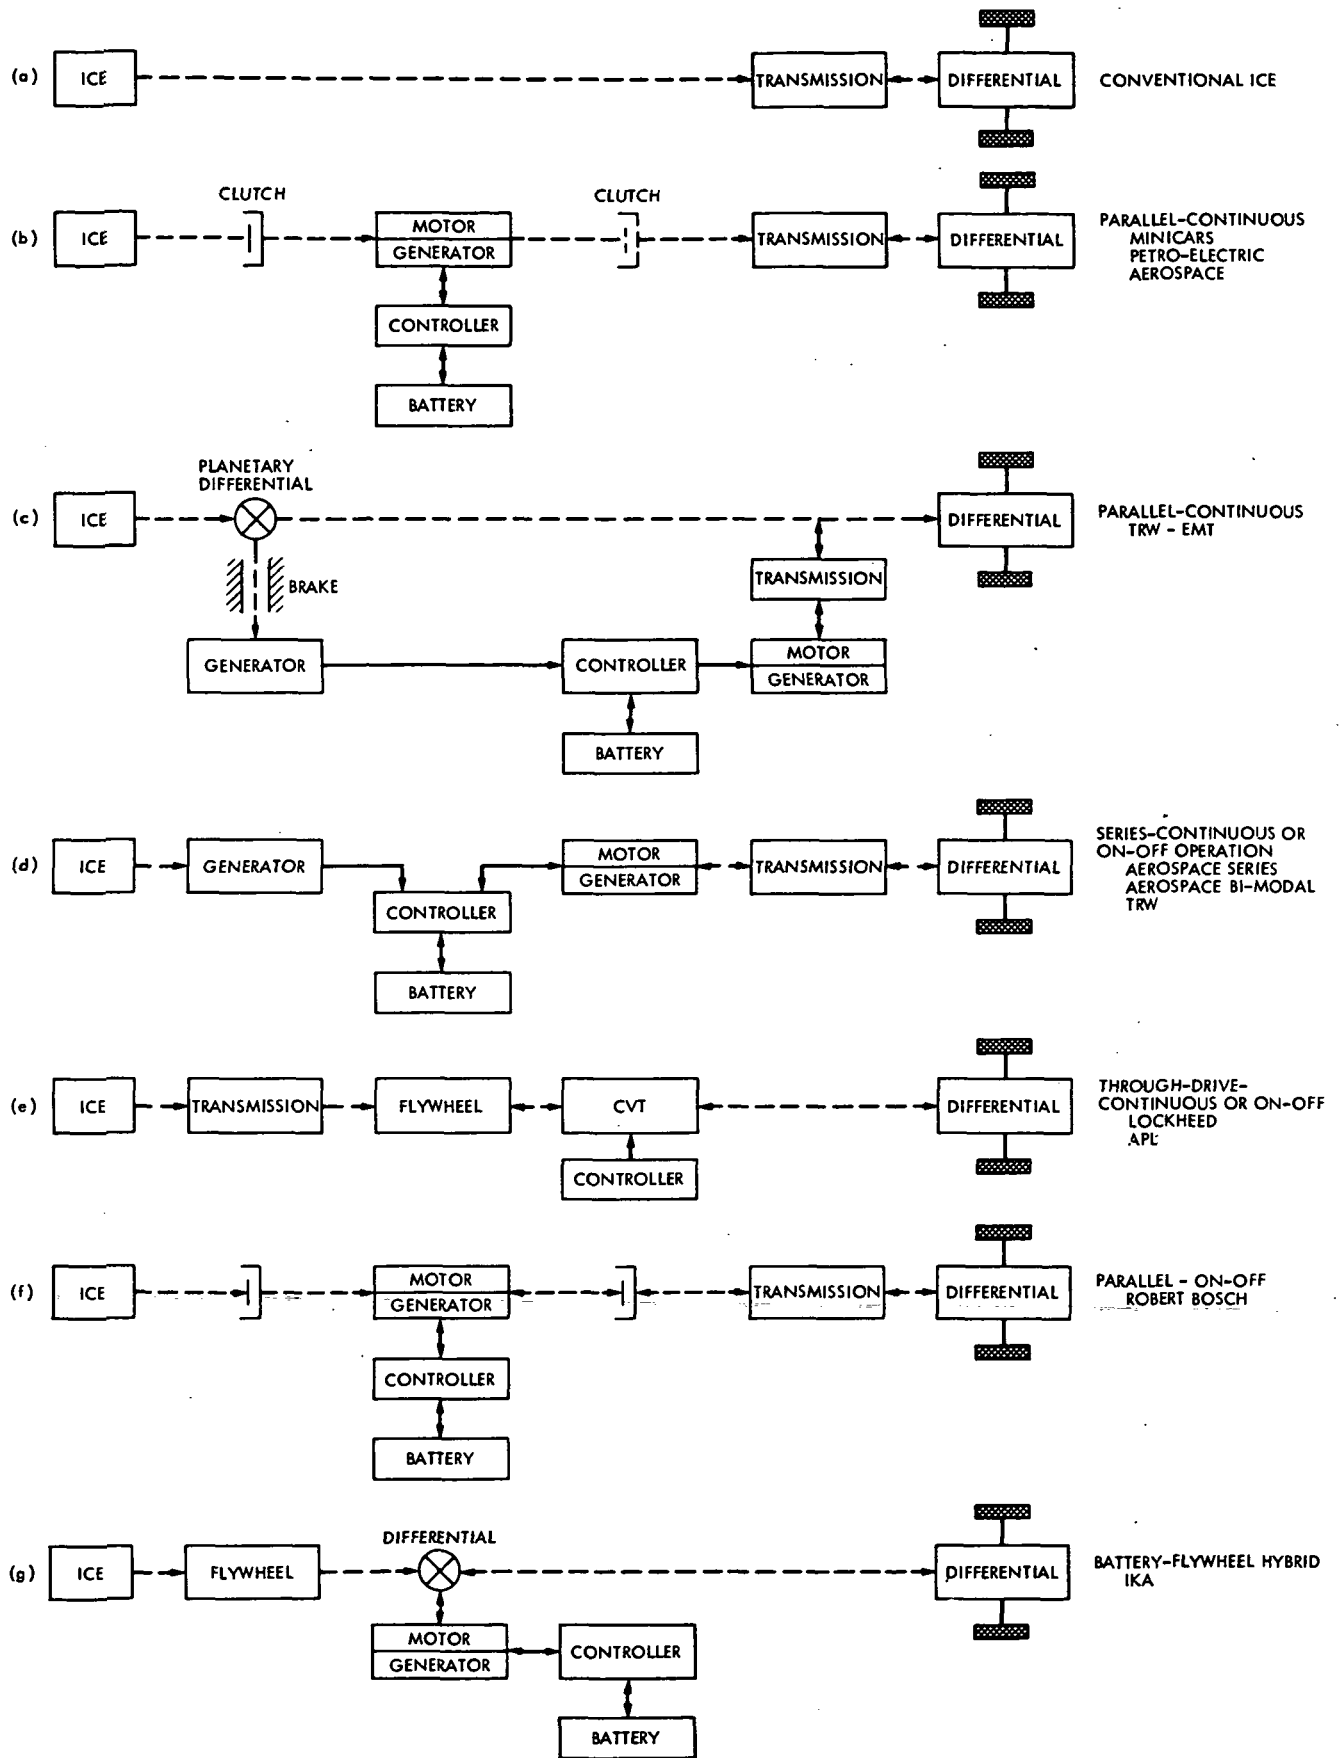 (a) ICE TRANSMISSION DIFFERENTIAL CONVENTIONAL ICE
CLUTCH CLUTCH
(b) ICE MOTOR GENERATOR TRANSMISSION DIFFERENTIAL PARALLEL-CONTINUOUS
MINICARS
PETRO-ELECTRIC
AEROSPACE
CONTROLLER
BATTERY
PLANETARY
DIFFERENTIAL
(c) ICE DIFFERENTIAL PARALLEL-CONTINUOUS
TRW - EMT
BRAKE
TRANSMISSION
GENERATOR CONTROLLER MOTOR
GENERATOR
BATTERY
(d) ICE GENERATOR MOTOR GENERATOR TRANSMISSION DIFFERENTIAL
SERIES-CONTINUOUS OR
ON-OFF OPERATION
AEROSPACE SERIES
AEROSPACE BI-MODAL
TRW
CONTROLLER
BATTERY
(e) ICE TRANSMISSION FLYWHEEL CVT DIFFERENTIAL
THROUGH-DRIVE-
CONTINUOUS OR ON-OFF
LOCKHEED
APL
CONTROLLER
(f) ICE MOTOR GENERATOR TRANSMISSION DIFFERENTIAL
PARALLEL - ON-OFF
ROBERT BOSCH
CONTROLLER
BATTERY
DIFFERENTIAL
(g) ICE FLYWHEEL DIFFERENTIAL BATTERY-FLYWHEEL HYBRID
IKA
MOTOR
GENERATOR
CONTROLLER
BATTERY